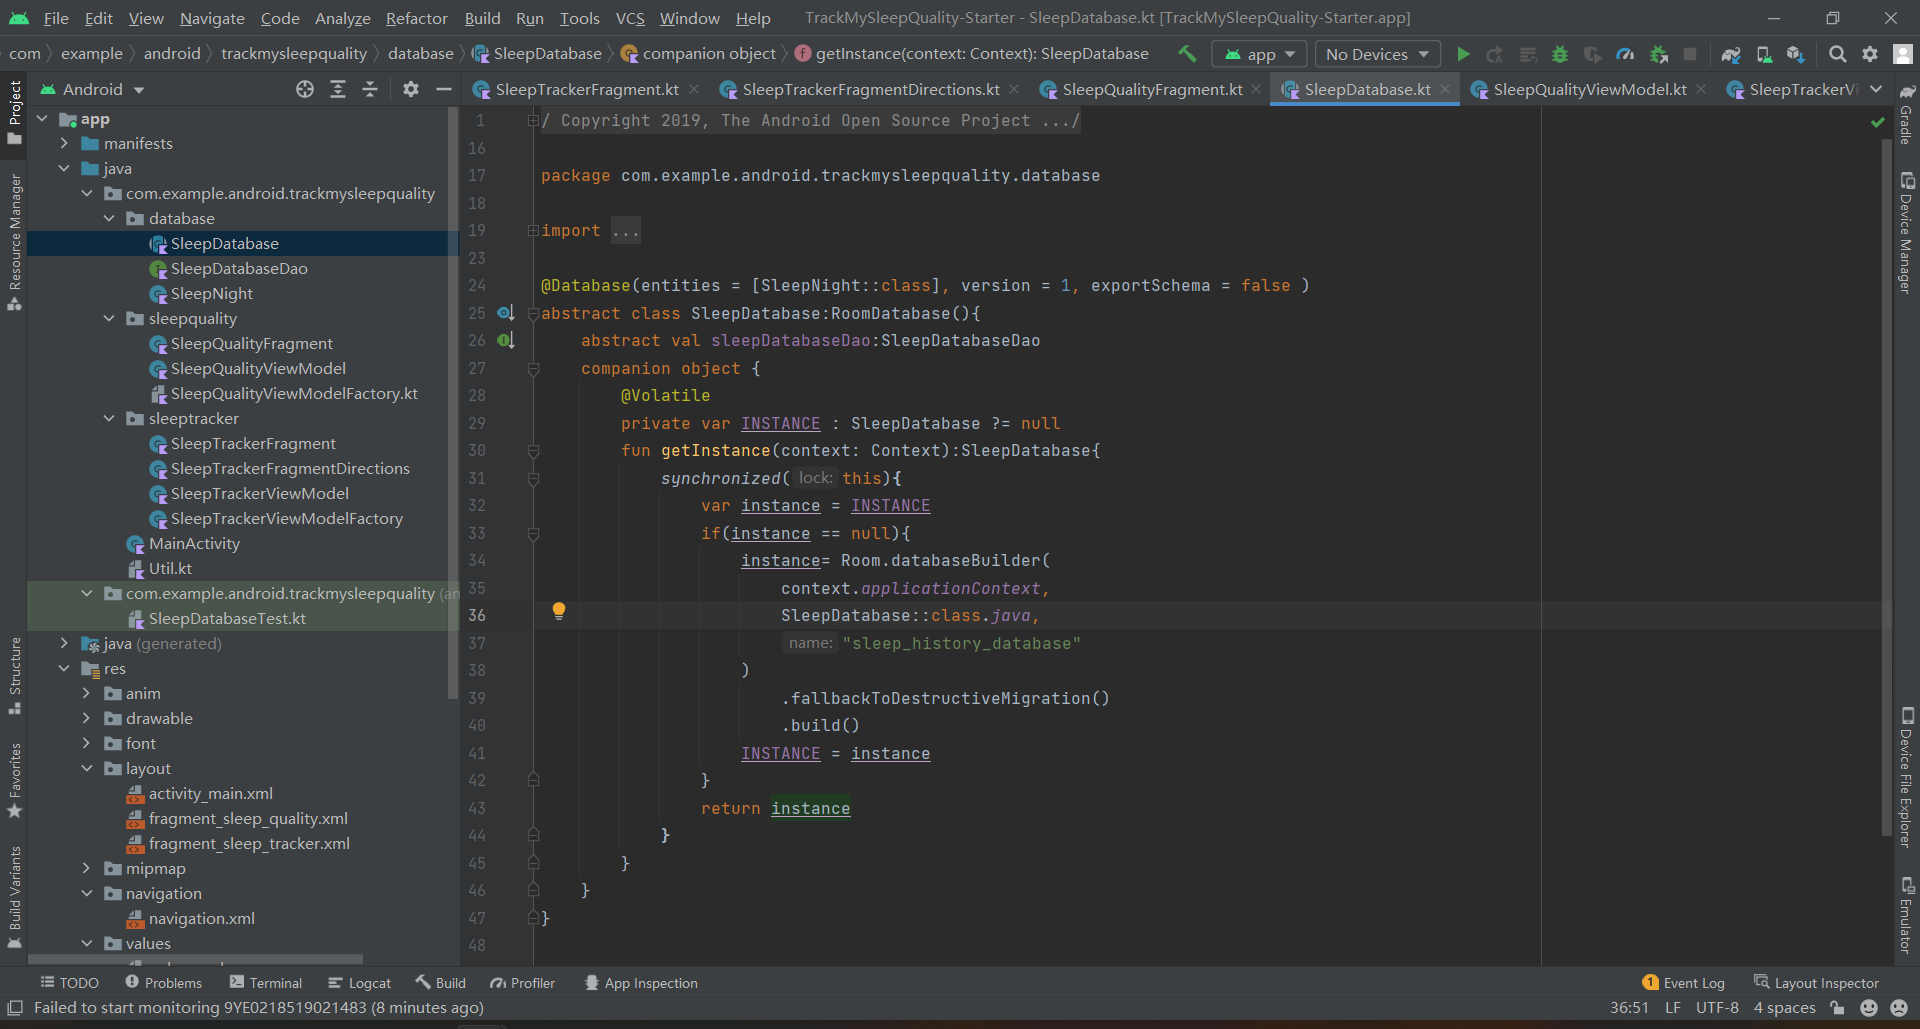 File Edit View Navigate Code Analyze Refactor Build Run Tools VCS Window Help TrackMySleepQuality-Starter - SleepDatabase.kt [TrackMySleepQuality-Starter.app]
com example android trackmysleepquality database SleepDatabase companion object getInstance(context: Context): SleepDatabase app No Devices
Project
Resource Manager
Structure
Favorites
Build Variants
Android
app
manifests
java
com.example.android.trackmysleepquality
database
SleepDatabase
SleepDatabaseDao
SleepNight
sleepquality
SleepQualityFragment
SleepQualityViewModel
SleepQualityViewModelFactory.kt
sleeptracker
SleepTrackerFragment
SleepTrackerFragmentDirections
SleepTrackerViewModel
SleepTrackerViewModelFactory
MainActivity
Util.kt
com.example.android.trackmysleepquality (an
SleepDatabaseTest.kt
java (generated)
res
anim
drawable
font
layout
activity_main.xml
fragment_sleep_quality.xml
fragment_sleep_tracker.xml
mipmap
navigation
navigation.xml
values
SleepTrackerFragment.kt SleepTrackerFragmentDirections.kt SleepQualityFragment.kt SleepDatabase.kt SleepQualityViewModel.kt SleepTrackerVi
1 / Copyright 2019, The Android Open Source Project .../
16
17 package com.example.android.trackmysleepquality.database
18
19 import ...
23
24 @Database(entities = [SleepNight::class], version = 1, exportSchema = false )
25 abstract class SleepDatabase:RoomDatabase(){
26 abstract val sleepDatabaseDao:SleepDatabaseDao
27 companion object {
28 @Volatile
29 private var INSTANCE : SleepDatabase ?= null
30 fun getInstance(context: Context):SleepDatabase{
31 synchronized( lock: this){
32 var instance = INSTANCE
33 if(instance == null){
34 instance= Room.databaseBuilder(
35 context.applicationContext,
36 SleepDatabase::class.java,
37 name: "sleep_history_database"
38 )
39 .fallbackToDestructiveMigration()
40 .build()
41 INSTANCE = instance
42 }
43 return instance
44 }
45 }
46 }
47 }
48
Gradle
Device Manager
Device File Explorer
Emulator
TODO Problems Terminal Logcat Build Profiler App Inspection 1 Event Log Layout Inspector
Failed to start monitoring 9YE0218519021483 (8 minutes ago) 36:51 LF UTF-8 4 spaces